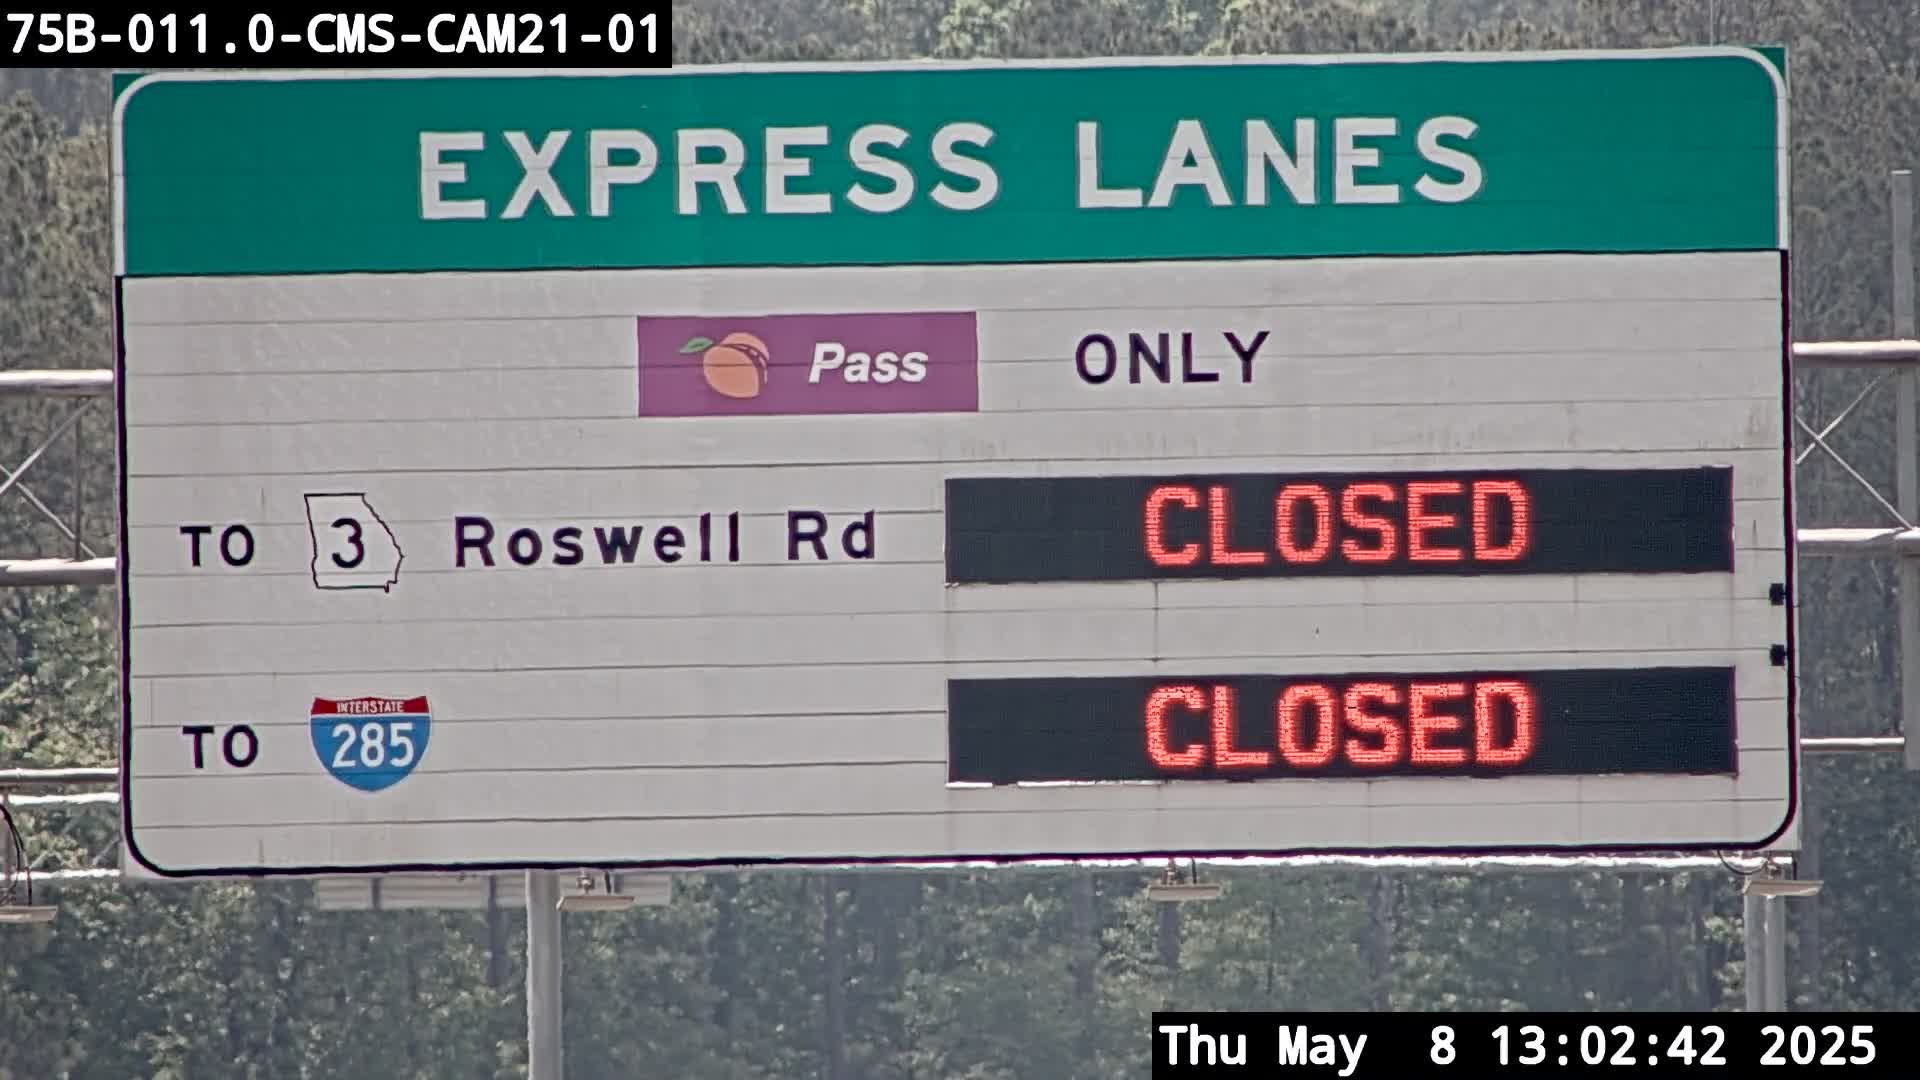 75B-011.0-CMS-CAM21-01
EXPRESS LANES
Pass ONLY
TO 3 Roswell Rd CLOSED
INTERSTATE
TO 285 CLOSED
Thu May 8 13:02:42 2025